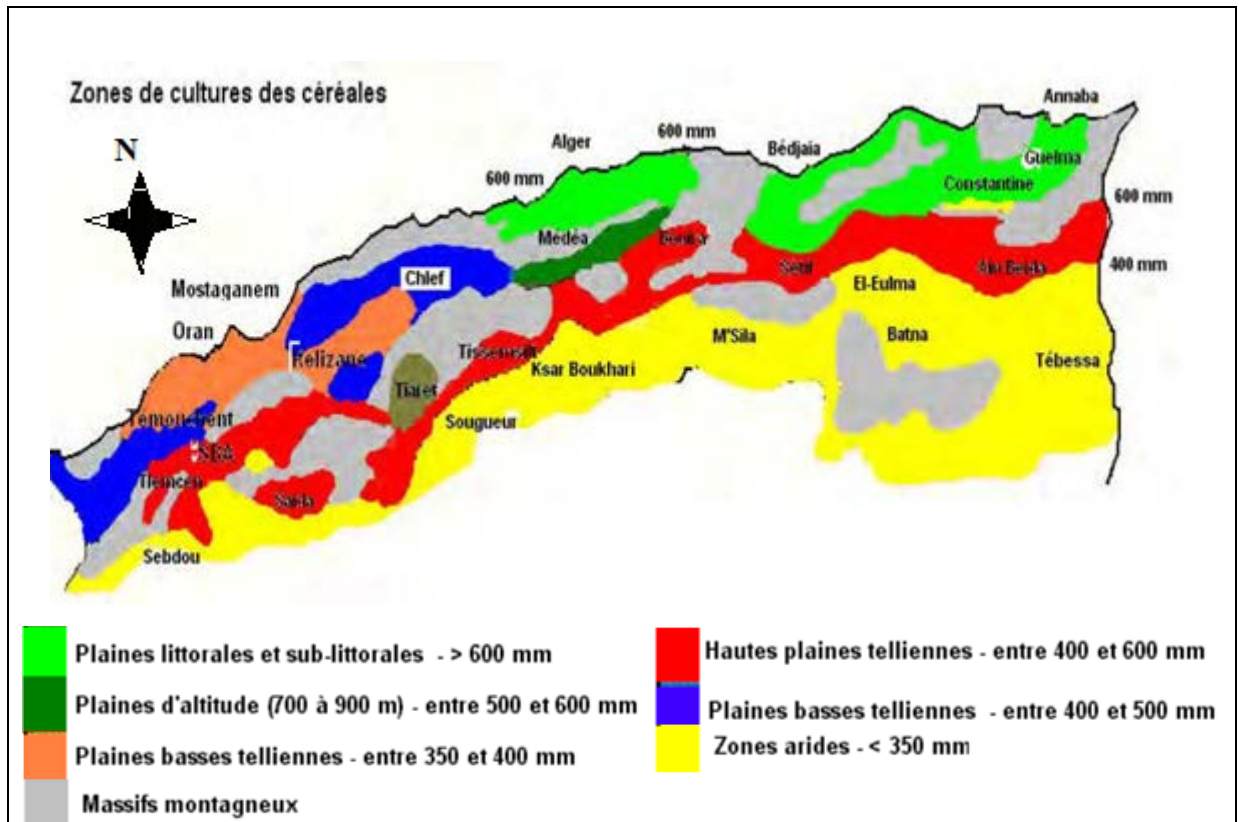 Zones de cultures des céréales
N
Annaba
600 mm
Alger
Bédjaia
Guelma
600 mm
Constantine
600 mm
Médéa
Bouira
400 mm
Chlef
Sétif
Ain Beida
Mostaganem
El-Eulma
Oran
M'Sila
Batna
Relizane
Tissemsilt
Ksar Boukhari
Tébessa
Tiaret
Témouchent
Sougueur
SBA
Tlemcen
Saida
Sebdou
Plaines littorales et sub-littorales - > 600 mm
Plaines d'altitude (700 à 900 m) - entre 500 et 600 mm
Plaines basses telliennes - entre 350 et 400 mm
Massifs montagneux
Hautes plaines telliennes - entre 400 et 600 mm
Plaines basses telliennes - entre 400 et 500 mm
Zones arides - < 350 mm